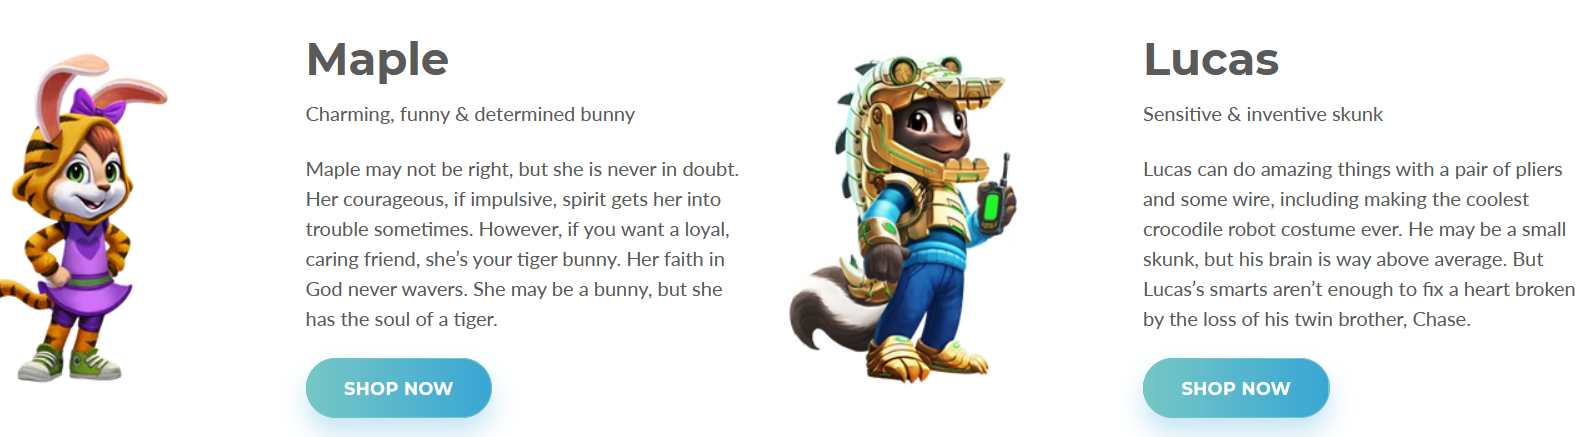 Maple
Charming, funny & determined bunny
Maple may not be right, but she is never in doubt.
Her courageous, if impulsive, spirit gets her into
trouble sometimes. However, if you want a loyal,
caring friend, she’s your tiger bunny. Her faith in
God never wavers. She may be a bunny, but she
has the soul of a tiger.
SHOP NOW
Lucas
Sensitive & inventive skunk
Lucas can do amazing things with a pair of pliers
and some wire, including making the coolest
crocodile robot costume ever. He may be a small
skunk, but his brain is way above average. But
Lucas’s smarts aren’t enough to fix a heart broken
by the loss of his twin brother, Chase.
SHOP NOW